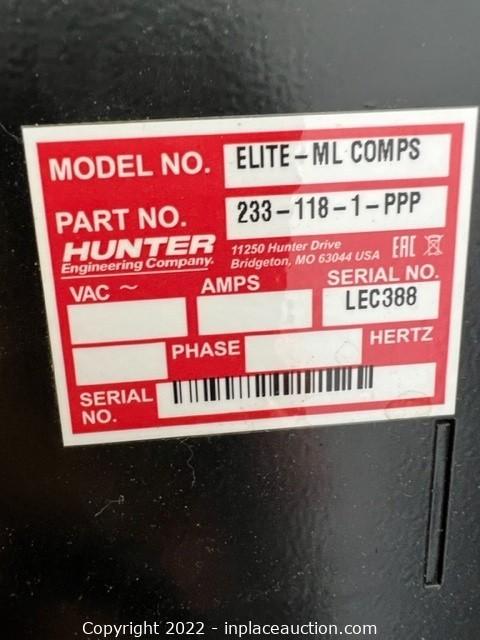 MODEL NO. ELITE-ML COMPS
PART NO. 233-118-1-PPP
HUNTER
Engineering Company.
11250 Hunter Drive
Bridgeton, MO 63044 USA
EAC
VAC ~ AMPS SERIAL NO.
LEC388
PHASE HERTZ
SERIAL
NO.
Copyright 2022 - inplaceauction.com